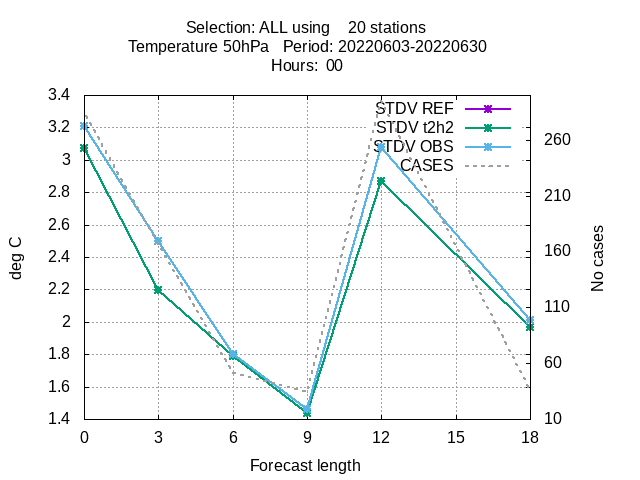 Selection: ALL using    20 stations
Temperature 50hPa   Period: 20220603-20220630
Hours:  00
STDV REF
STDV t2h2
STDV OBS
CASES
3.4
3.2
3
2.8
2.6
2.4
2.2
2
1.8
1.6
1.4
deg C
260
210
160
110
60
10
No cases
0 3 6 9 12 15 18
Forecast length